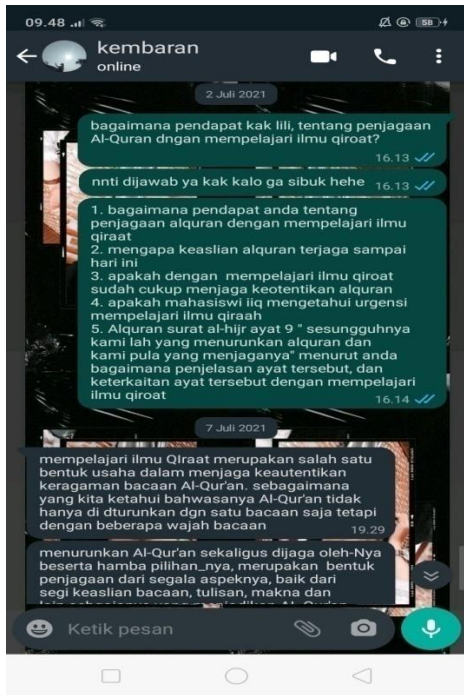 09.48
58
kembaran
online
2 Juli 2021
bagaimana pendapat kak lili, tentang penjagaan
Al-Quran dngan mempelajari ilmu qiroat?
16.13
nnti dijawab ya kak kalo ga sibuk hehe 16.13
1. bagaimana pendapat anda tentang
penjagaan alquran dengan mempelajari ilmu
qiraat
2. mengapa keaslian alquran terjaga sampai
hari ini
3. apakah dengan mempelajari ilmu qiroat
sudah cukup menjaga keotentikan alquran
4. apakah mahasiswi iiq mengetahui urgensi
mempelajari ilmu qiraah
5. Alquran surat al-hijr ayat 9 " sesungguhnya
kami lah yang menurunkan alquran dan
kami pula yang menjaganya" menurut anda
bagaimana penjelasan ayat tersebut, dan
keterkaitan ayat tersebut dengan mempelajari
ilmu qiroat
16.14
7 Juli 2021
mempelajari ilmu QIraat merupakan salah satu
bentuk usaha dalam menjaga keautentikan
keragaman bacaan Al-Qur'an. sebagaimana
yang kita ketahui bahwasanya Al-Qur'an tidak
hanya di dturunkan dgn satu bacaan saja tetapi
dengan beberapa wajah bacaan
19.29
menurunkan Al-Qur'an sekaligus dijaga oleh-Nya
beserta hamba pilihan_nya, merupakan bentuk
penjagaan dari segala aspeknya, baik dari
segi keaslian bacaan, tulisan, makna dan
Ketik pesan